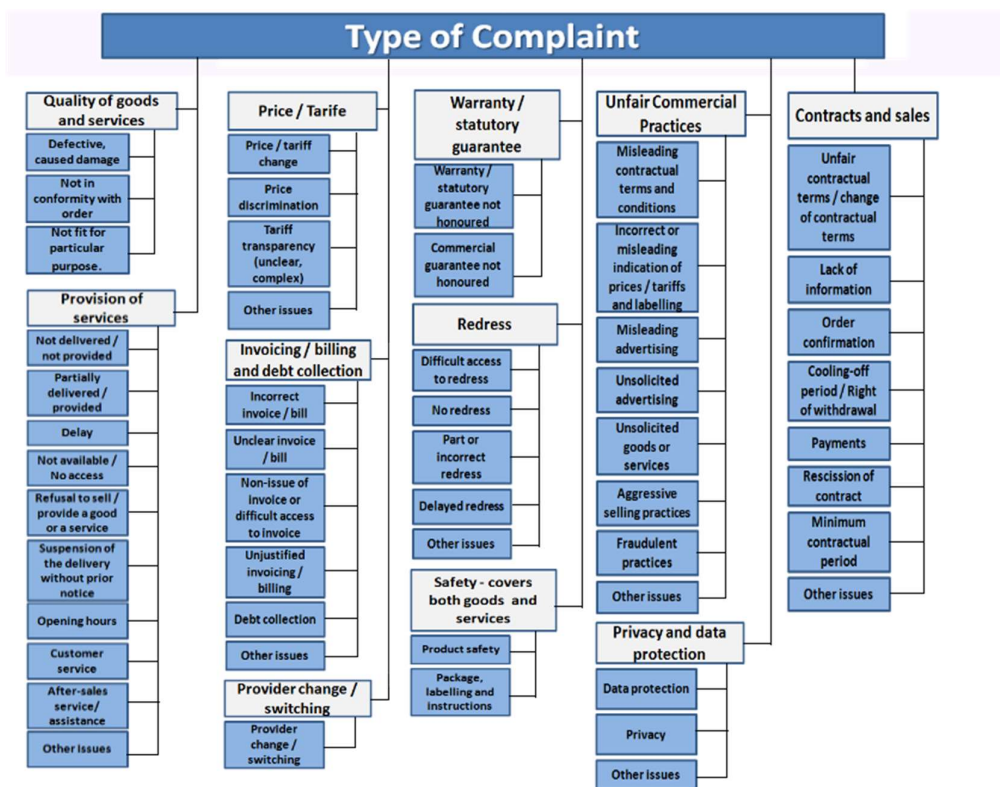 Type of Complaint
Quality of goods
and services
Defective,
caused damage
Not in
conformity with
order
Not fit for
particular
purpose.
Provision of
services
Not delivered /
not provided
Partially
delivered /
provided
Delay
Not available /
No access
Refusal to sell /
provide a good
or a service
Suspension of
the delivery
without prior
notice
Opening hours
Customer
service
After-sales
service/
assistance
Other issues
Price / Tarife
Price / tariff
change
Price
discrimination
Tariff
transparency
(unclear,
complex)
Other issues
Invoicing / billing
and debt collection
Incorrect
invoice / bill
Unclear invoice
/ bill
Non-issue of
invoice or
difficult access
to invoice
Unjustified
invoicing /
billing
Debt collection
Other issues
Provider change /
switching
Provider
change /
switching
Warranty /
statutory
guarantee
Warranty /
statutory
guarantee not
honoured
Commercial
guarantee not
honoured
Redress
Difficult access
to redress
No redress
Part or
incorrect
redress
Delayed redress
Other issues
Safety - covers
both goods and
services
Product safety
Package,
labelling and
instructions
Unfair Commercial
Practices
Misleading
contractual
terms and
conditions
Incorrect or
misleading
indication of
prices / tariffs
and labelling
Misleading
advertising
Unsolicited
advertising
Unsolicited
goods or
services
Aggressive
selling practices
Fraudulent
practices
Other issues
Privacy and data
protection
Data protection
Privacy
Other issues
Contracts and sales
Unfair
contractual
terms / change
of contractual
terms
Lack of
information
Order
confirmation
Cooling-off
period / Right
of withdrawal
Payments
Rescission of
contract
Minimum
contractual
period
Other issues